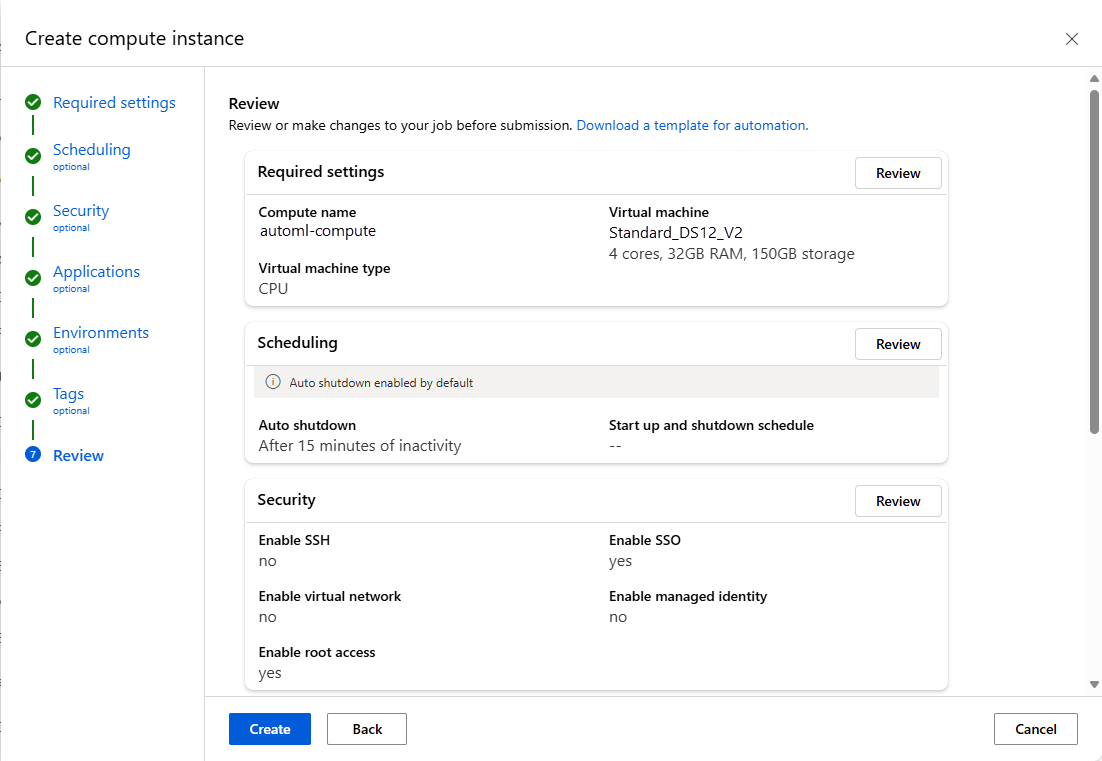 Create compute instance
Required settings
Scheduling
optional
Security
optional
Applications
optional
Environments
optional
Tags
optional
7
Review
Review
Review or make changes to your job before submission. Download a template for automation.
Required settings
Review
Compute name
automl-compute
Virtual machine
Standard_DS12_V2
4 cores, 32GB RAM, 150GB storage
Virtual machine type
CPU
Scheduling
Review
Auto shutdown enabled by default
Auto shutdown
After 15 minutes of inactivity
Start up and shutdown schedule
--
Security
Review
Enable SSH
no
Enable SSO
yes
Enable virtual network
no
Enable managed identity
no
Enable root access
yes
Create
Back
Cancel